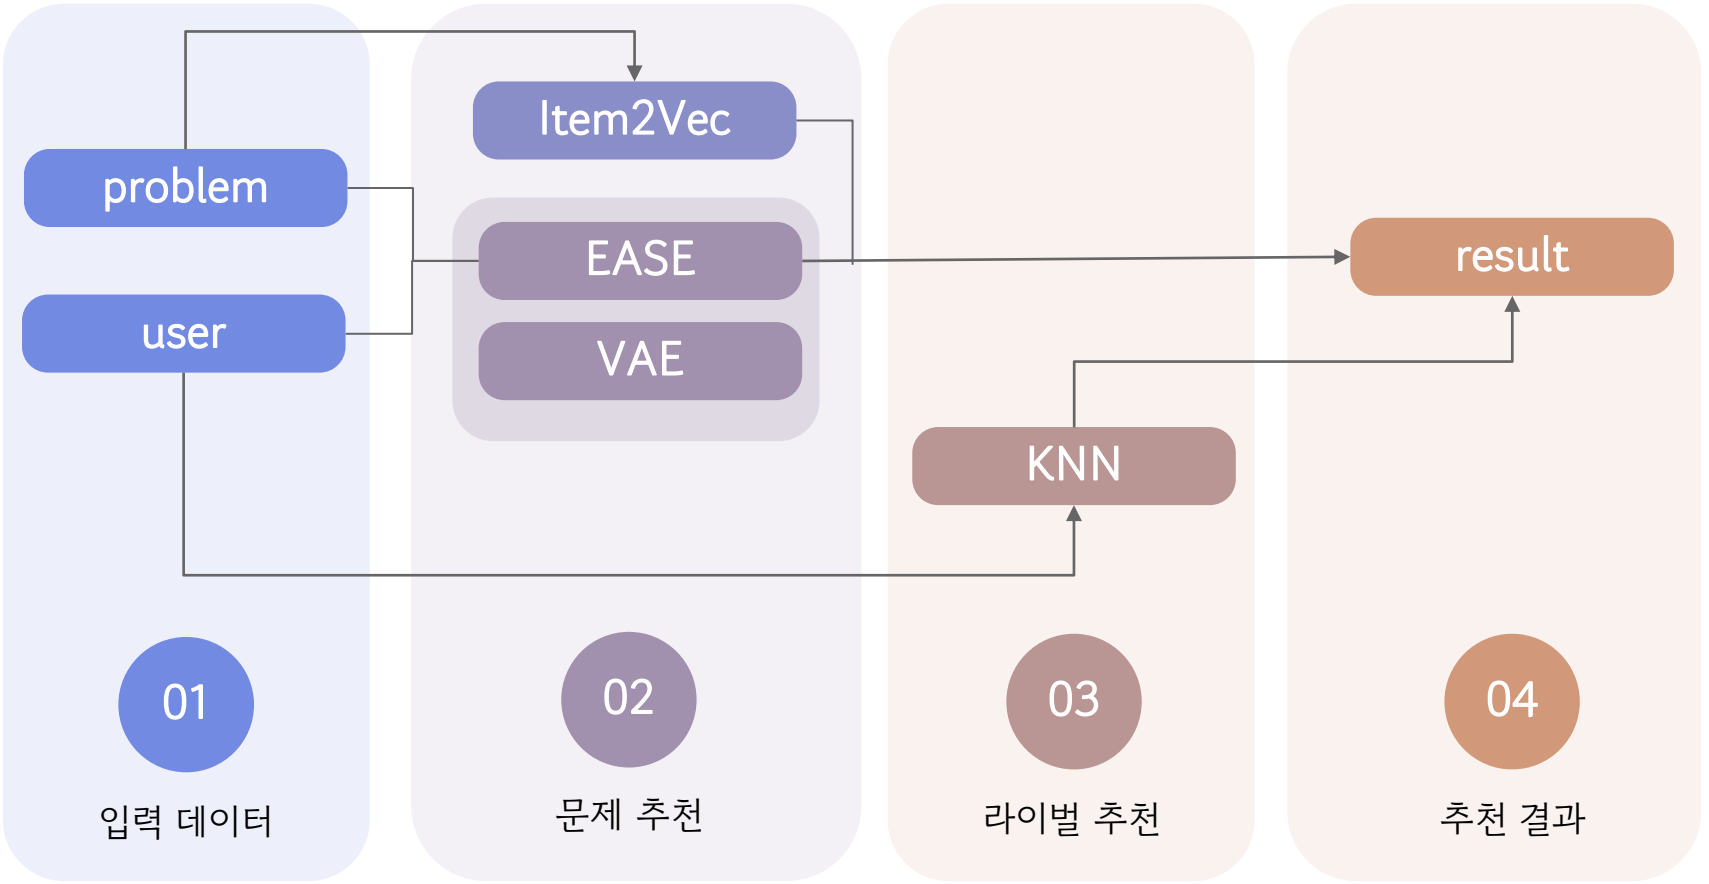 Item2Vec
problem
EASE
result
user
VAE
KNN
01
02
03
04
입력 데이터
문제 추천
라이벌 추천
추천 결과